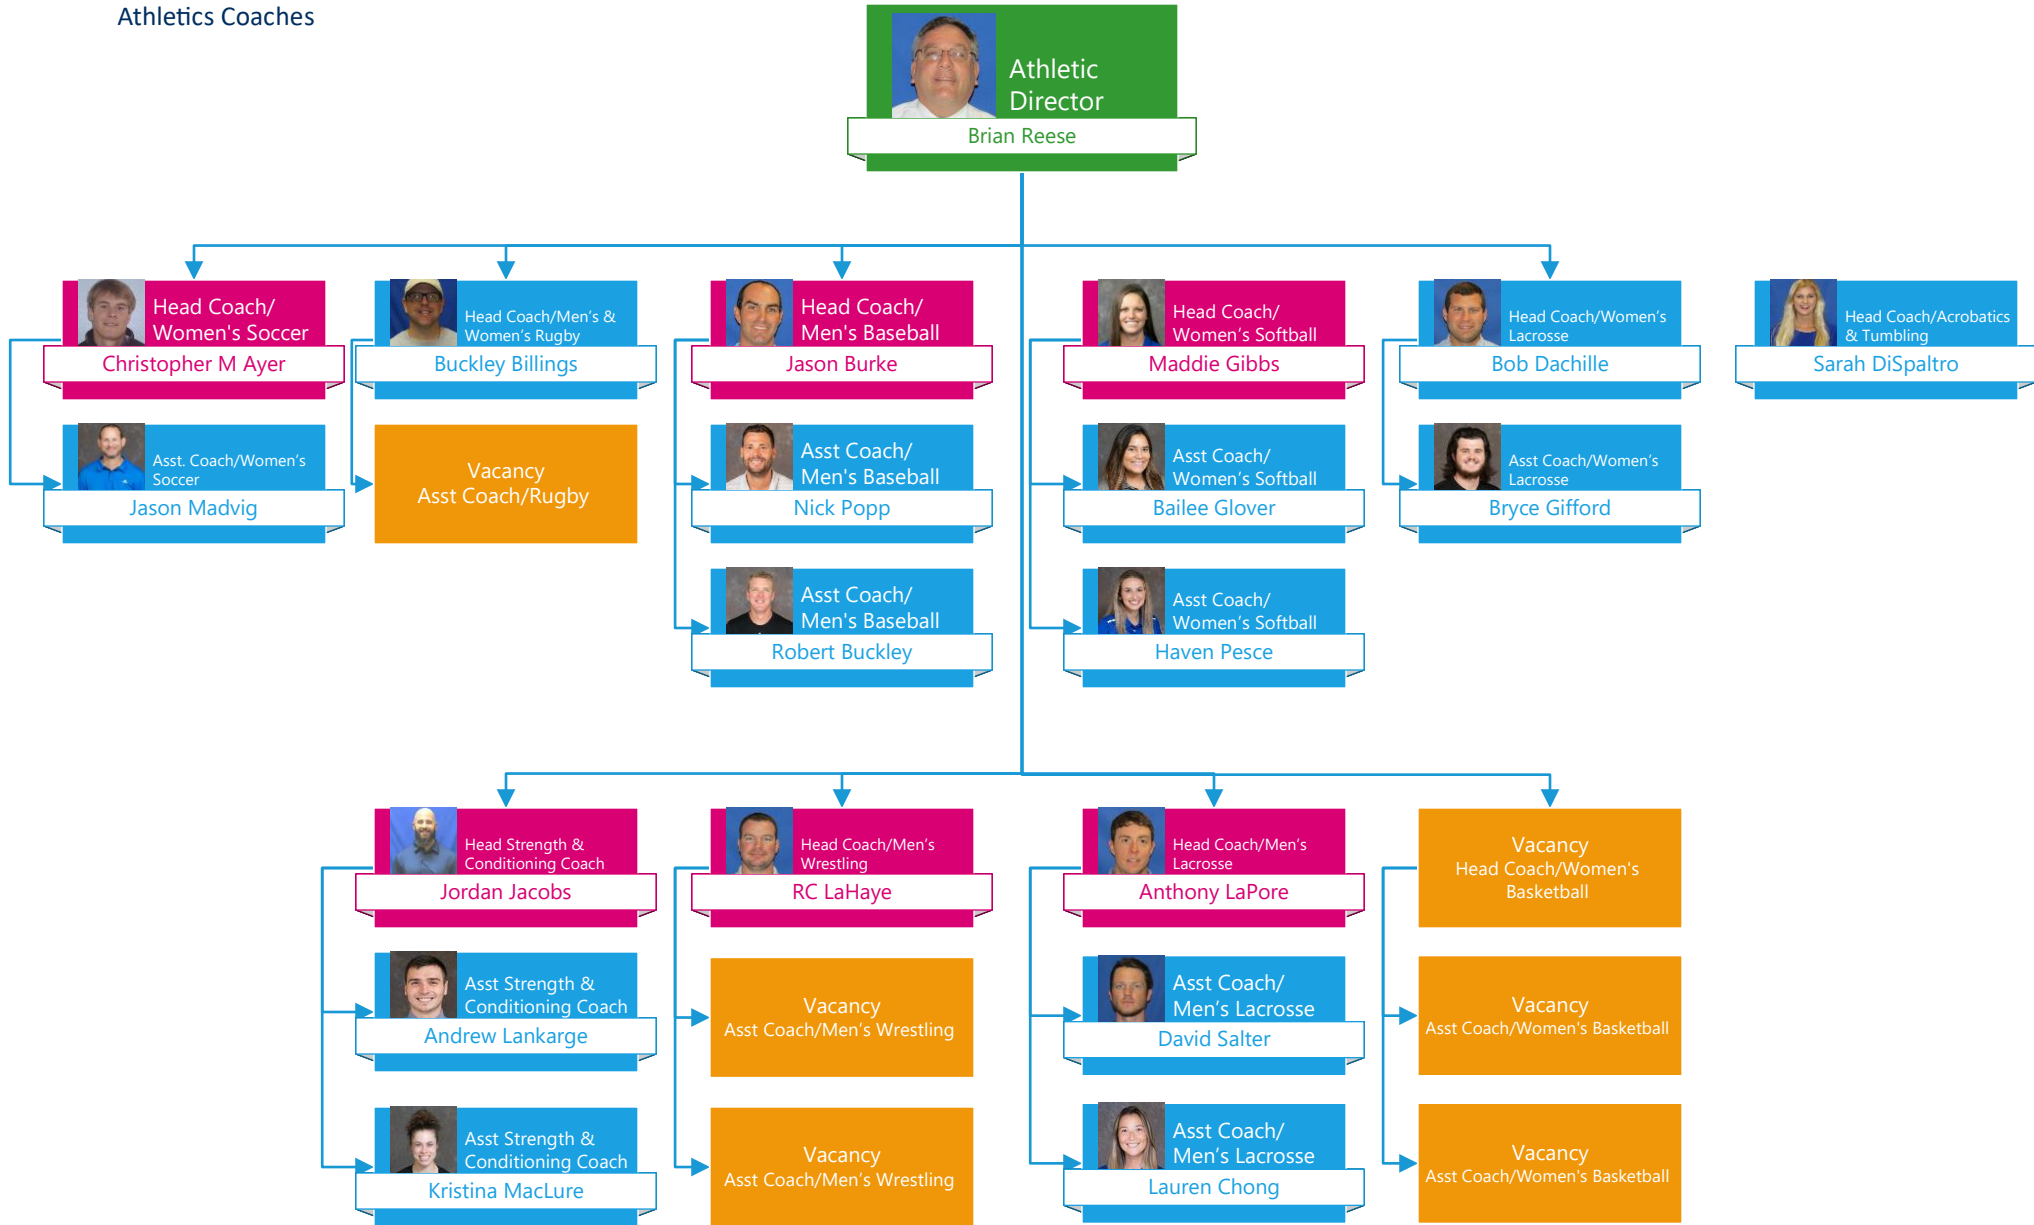 Athletics Coaches
Athletic
Director
Brian Reese
Head Coach/
Women's Soccer
Christopher M Ayer
Head Coach/Men's &
Women's Rugby
Buckley Billings
Head Coach/
Men's Baseball
Jason Burke
Head Coach/
Women's Softball
Maddie Gibbs
Head Coach/Women's
Lacrosse
Bob Dachille
Head Coach/Acrobatics
& Tumbling
Sarah DiSpaltro
Asst. Coach/Women's
Soccer
Jason Madvig
Vacancy
Asst Coach/Rugby
Asst Coach/
Men's Baseball
Nick Popp
Asst Coach/
Women's Softball
Bailee Glover
Asst Coach/Women's
Lacrosse
Bryce Gifford
Asst Coach/
Men's Baseball
Robert Buckley
Asst Coach/
Women's Softball
Haven Pesce
Head Strength &
Conditioning Coach
Jordan Jacobs
Head Coach/Men's
Wrestling
RC LaHaye
Head Coach/Men's
Lacrosse
Anthony LaPore
Vacancy
Head Coach/Women's
Basketball
Asst Strength &
Conditioning Coach
Andrew Lankarge
Vacancy
Asst Coach/Men's Wrestling
Asst Coach/
Men's Lacrosse
David Salter
Vacancy
Asst Coach/Women's Basketball
Asst Strength &
Conditioning Coach
Kristina MacLure
Vacancy
Asst Coach/Men's Wrestling
Asst Coach/
Men's Lacrosse
Lauren Chong
Vacancy
Asst Coach/Women's Basketball